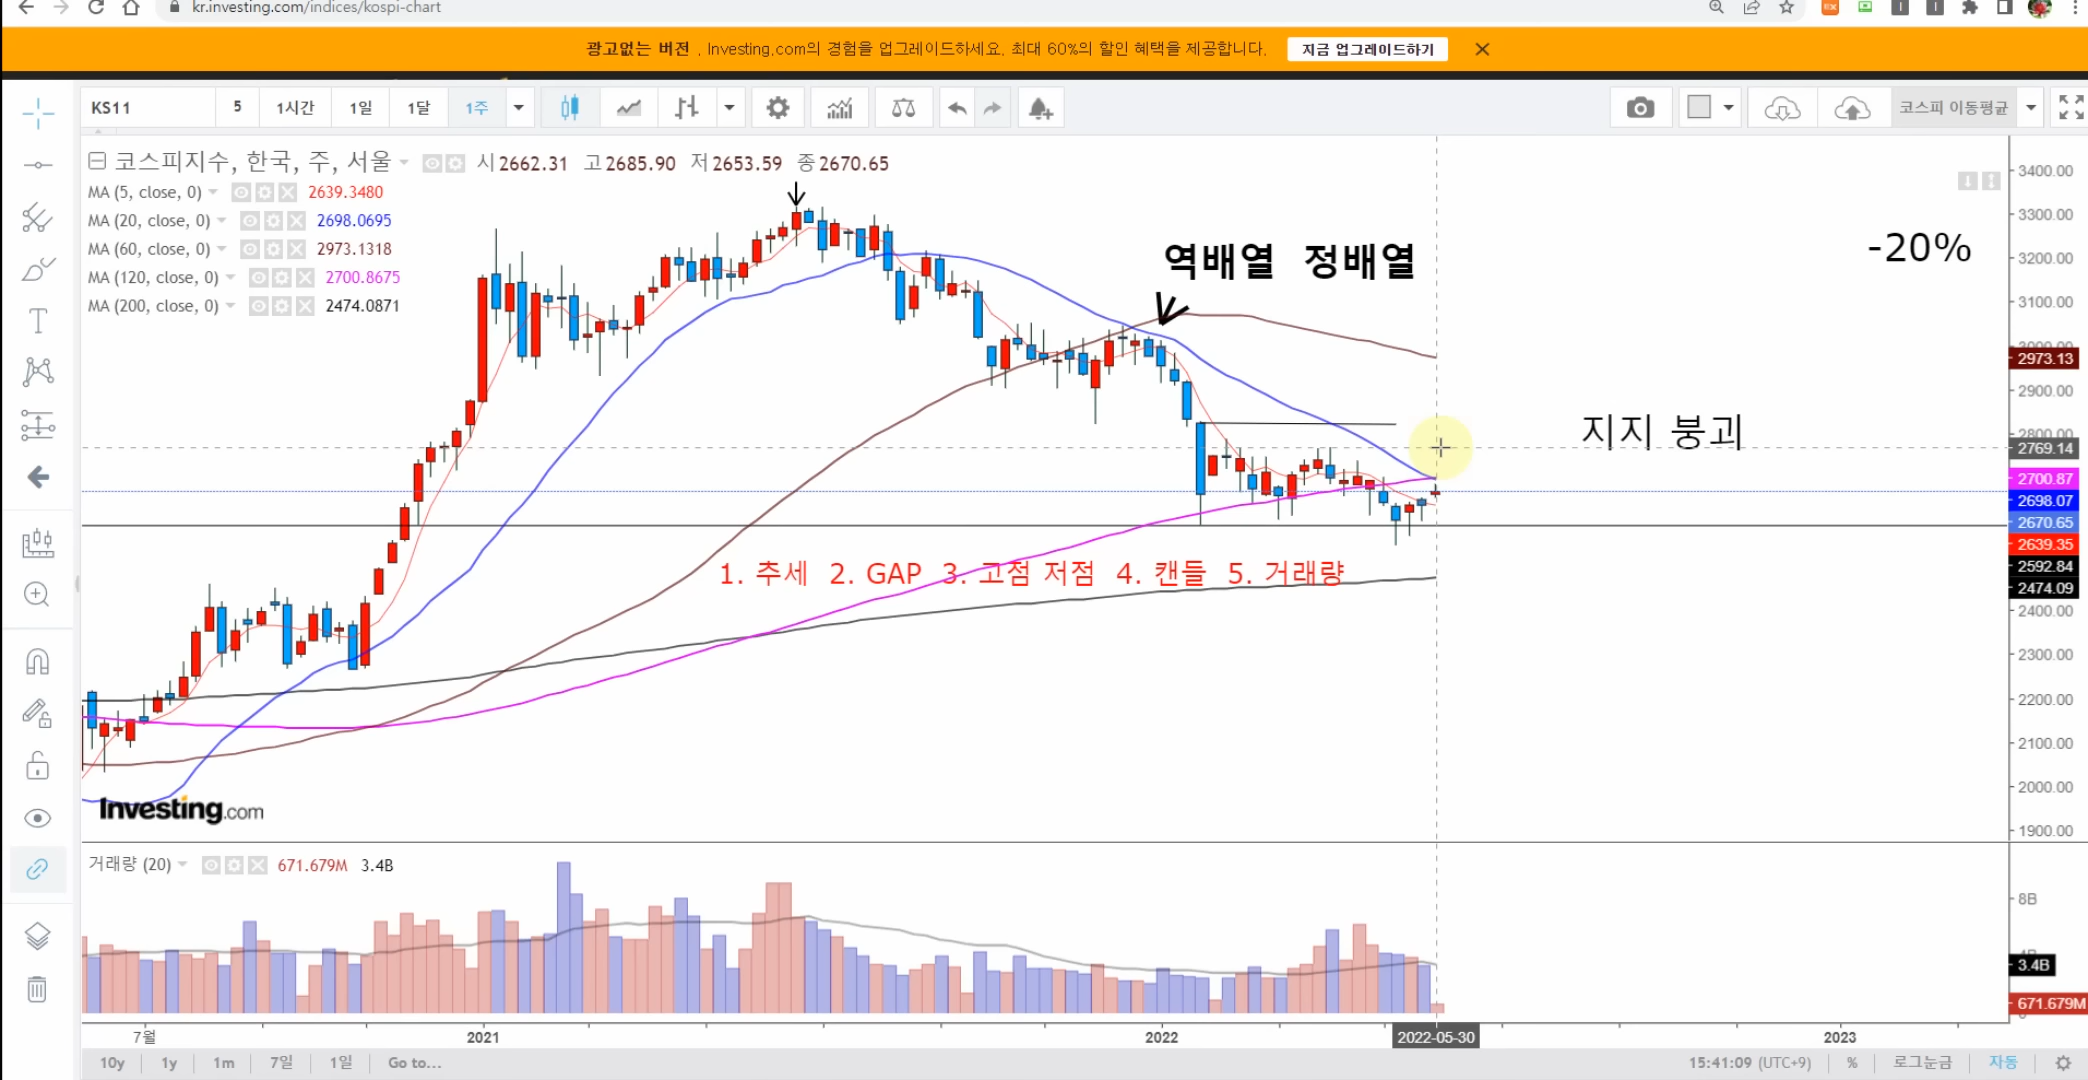 kr.investing.com/indices/kospi-chart
광고없는 버전 . Investing.com의 경험을 업그레이드하세요. 최대 60%의 할인 혜택을 제공합니다. 지금 업그레이드하기
KS11 5 1시간 1일 1달 1주 코스피 이동평균
코스피지수, 한국, 주, 서울 시2662.31 고2685.90 저2653.59 종2670.65
MA (5, close, 0) 2639.3480
MA (20, close, 0) 2698.0695
MA (60, close, 0) 2973.1318
MA (120, close, 0) 2700.8675
MA (200, close, 0) 2474.0871
역배열 정배열
-20%
지지 붕괴
1. 추세 2. GAP 3. 고점 저점 4. 캔들 5. 거래량
3400.00
3300.00
3200.00
3100.00
3000.00
2973.13
2900.00
2800.00
2769.14
2700.87
2698.07
2670.65
2639.35
2592.84
2474.09
2400.00
2300.00
2200.00
2100.00
2000.00
1900.00
Investing.com
거래량 (20) 671.679M 3.4B
8B
3.4B
671.679M
7월 2021 2022 2022-05-30 2023
10y 1y 1m 7일 1일 Go to... 15:41:09 (UTC+9) % 로그눈금 자동